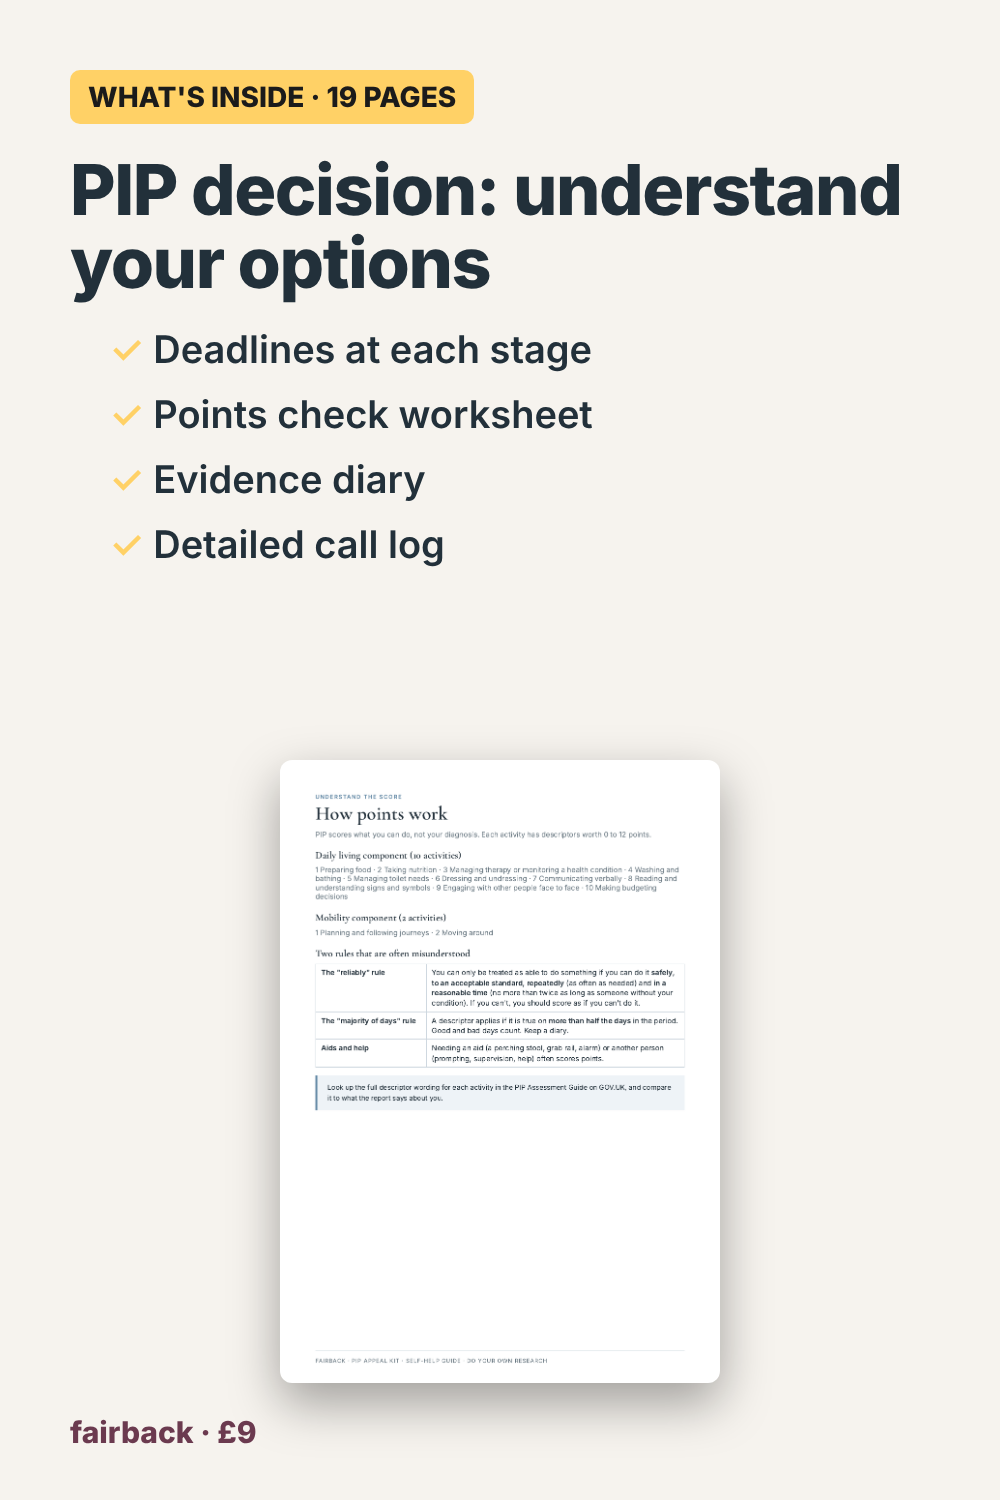 WHAT'S INSIDE · 19 PAGES
PIP decision: understand
your options
Deadlines at each stage
Points check worksheet
Evidence diary
Detailed call log
UNDERSTAND THE SCORE
How points work
PIP scores what you can do, not your diagnosis. Each activity has descriptors worth 0 to 12 points.
Daily living component (10 activities)
1 Preparing food · 2 Taking nutrition · 3 Managing therapy or monitoring a health condition · 4 Washing and
bathing · 5 Managing toilet needs · 6 Dressing and undressing · 7 Communicating verbally · 8 Reading and
understanding signs and symbols · 9 Engaging with other people face to face · 10 Making budgeting
decisions
Mobility component (2 activities)
1 Planning and following journeys · 2 Moving around
Two rules that are often misunderstood
The "reliably" rule
You can only be treated as able to do something if you can do it safely,
to an acceptable standard, repeatedly (as often as needed) and in a
reasonable time (no more than twice as long as someone without your
condition). If you can't, you should score as if you can't do it.
The "majority of days" rule
A descriptor applies if it is true on more than half the days in the period.
Good and bad days count. Keep a diary.
Aids and help
Needing an aid (a perching stool, grab rail, alarm) or another person
(prompting, supervision, help) often scores points.
Look up the full descriptor wording for each activity in the PIP Assessment Guide on GOV.UK, and compare
it to what the report says about you.
FAIRBACK · PIP APPEAL KIT · SELF-HELP GUIDE · DO YOUR OWN RESEARCH
fairback · £9